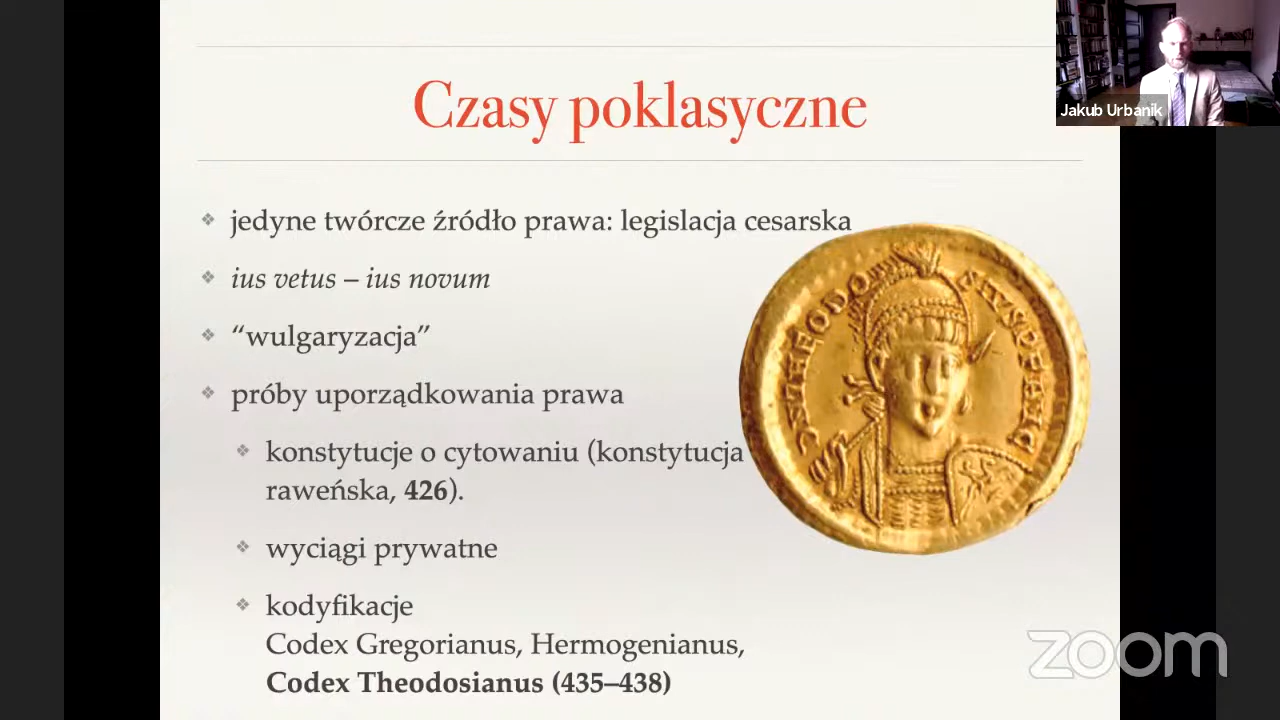 Czasy poklasyczne
Jakub Urbanik
jedyne twórcze źródło prawa: legislacja cesarska
ius vetus – ius novum
“wulgaryzacja”
próby uporządkowania prawa
konstytucje o cytowaniu (konstytucja
raweńska, 426).
wyciągi prywatne
kodyfikacje
Codex Gregorianus, Hermogenianus,
Codex Theodosianus (435–438)
zoom